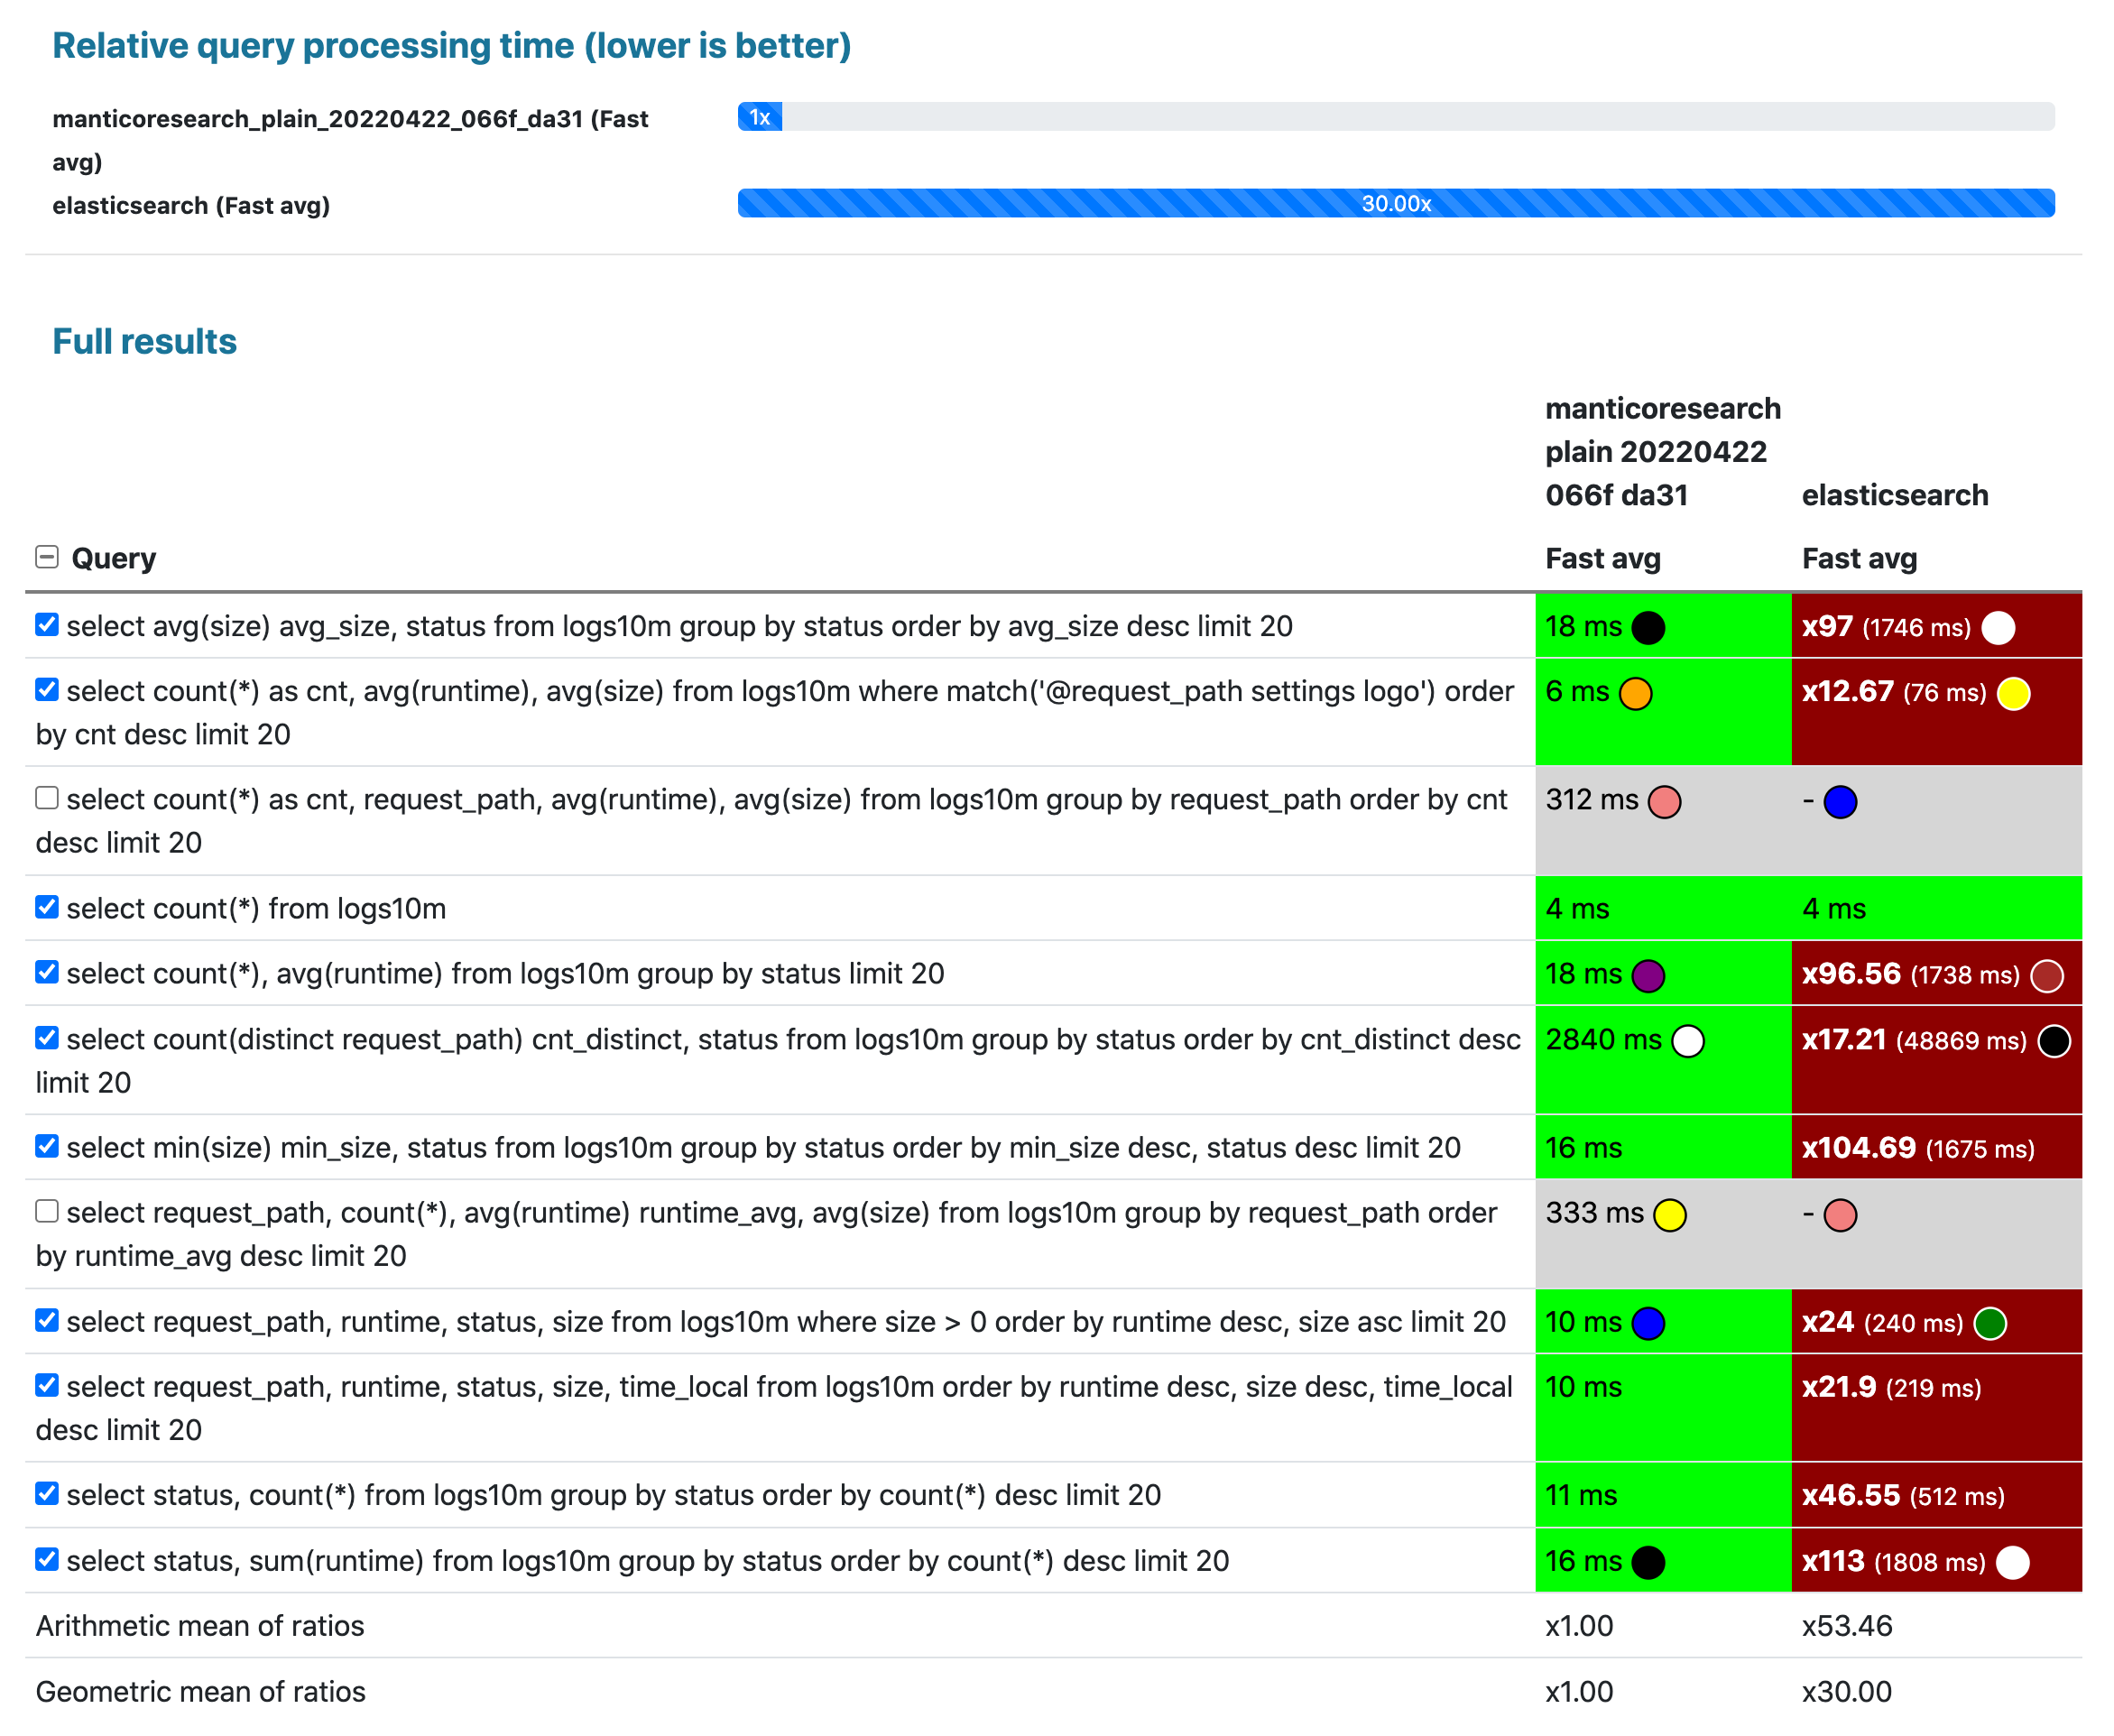 Relative query processing time (lower is better)
manticoresearch_plain_20220422_066f_da31 (Fast
avg)
1x
elasticsearch (Fast avg)
30.00x
Full results
manticoresearch
plain 20220422
066f da31
elasticsearch
Query
Fast avg
Fast avg
select avg(size) avg_size, status from logs10m group by status order by avg_size desc limit 20
18 ms
x97 (1746 ms)
select count(*) as cnt, avg(runtime), avg(size) from logs10m where match('@request_path settings logo') order
by cnt desc limit 20
6 ms
x12.67 (76 ms)
select count(*) as cnt, request_path, avg(runtime), avg(size) from logs10m group by request_path order by cnt
desc limit 20
312 ms
-
select count(*) from logs10m
4 ms
4 ms
select count(*), avg(runtime) from logs10m group by status limit 20
18 ms
x96.56 (1738 ms)
select count(distinct request_path) cnt_distinct, status from logs10m group by status order by cnt_distinct desc
limit 20
2840 ms
x17.21 (48869 ms)
select min(size) min_size, status from logs10m group by status order by min_size desc, status desc limit 20
16 ms
x104.69 (1675 ms)
select request_path, count(*), avg(runtime) runtime_avg, avg(size) from logs10m group by request_path order
by runtime_avg desc limit 20
333 ms
-
select request_path, runtime, status, size from logs10m where size > 0 order by runtime desc, size asc limit 20
10 ms
x24 (240 ms)
select request_path, runtime, status, size, time_local from logs10m order by runtime desc, size desc, time_local
desc limit 20
10 ms
x21.9 (219 ms)
select status, count(*) from logs10m group by status order by count(*) desc limit 20
11 ms
x46.55 (512 ms)
select status, sum(runtime) from logs10m group by status order by count(*) desc limit 20
16 ms
x113 (1808 ms)
Arithmetic mean of ratios
x1.00
x53.46
Geometric mean of ratios
x1.00
x30.00